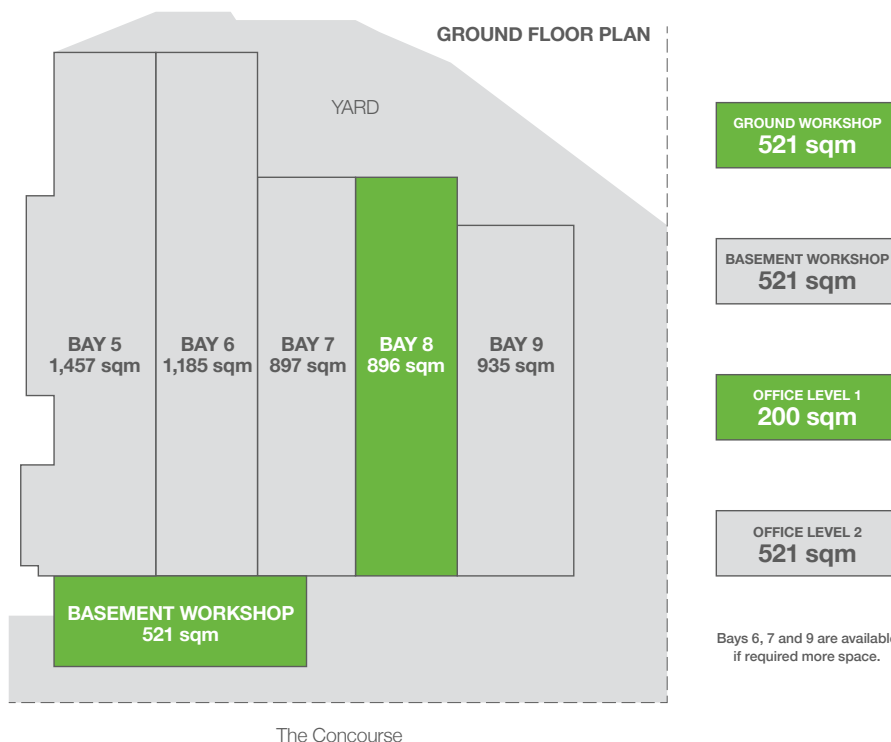 GROUND FLOOR PLAN
YARD
BAY 5
1,457 sqm
BAY 6
1,185 sqm
BAY 7
897 sqm
BAY 8
896 sqm
BAY 9
935 sqm
BASEMENT WORKSHOP
521 sqm
The Concourse
GROUND WORKSHOP
521 sqm
BASEMENT WORKSHOP
521 sqm
OFFICE LEVEL 1
200 sqm
OFFICE LEVEL 2
521 sqm
Bays 6, 7 and 9 are available
if required more space.